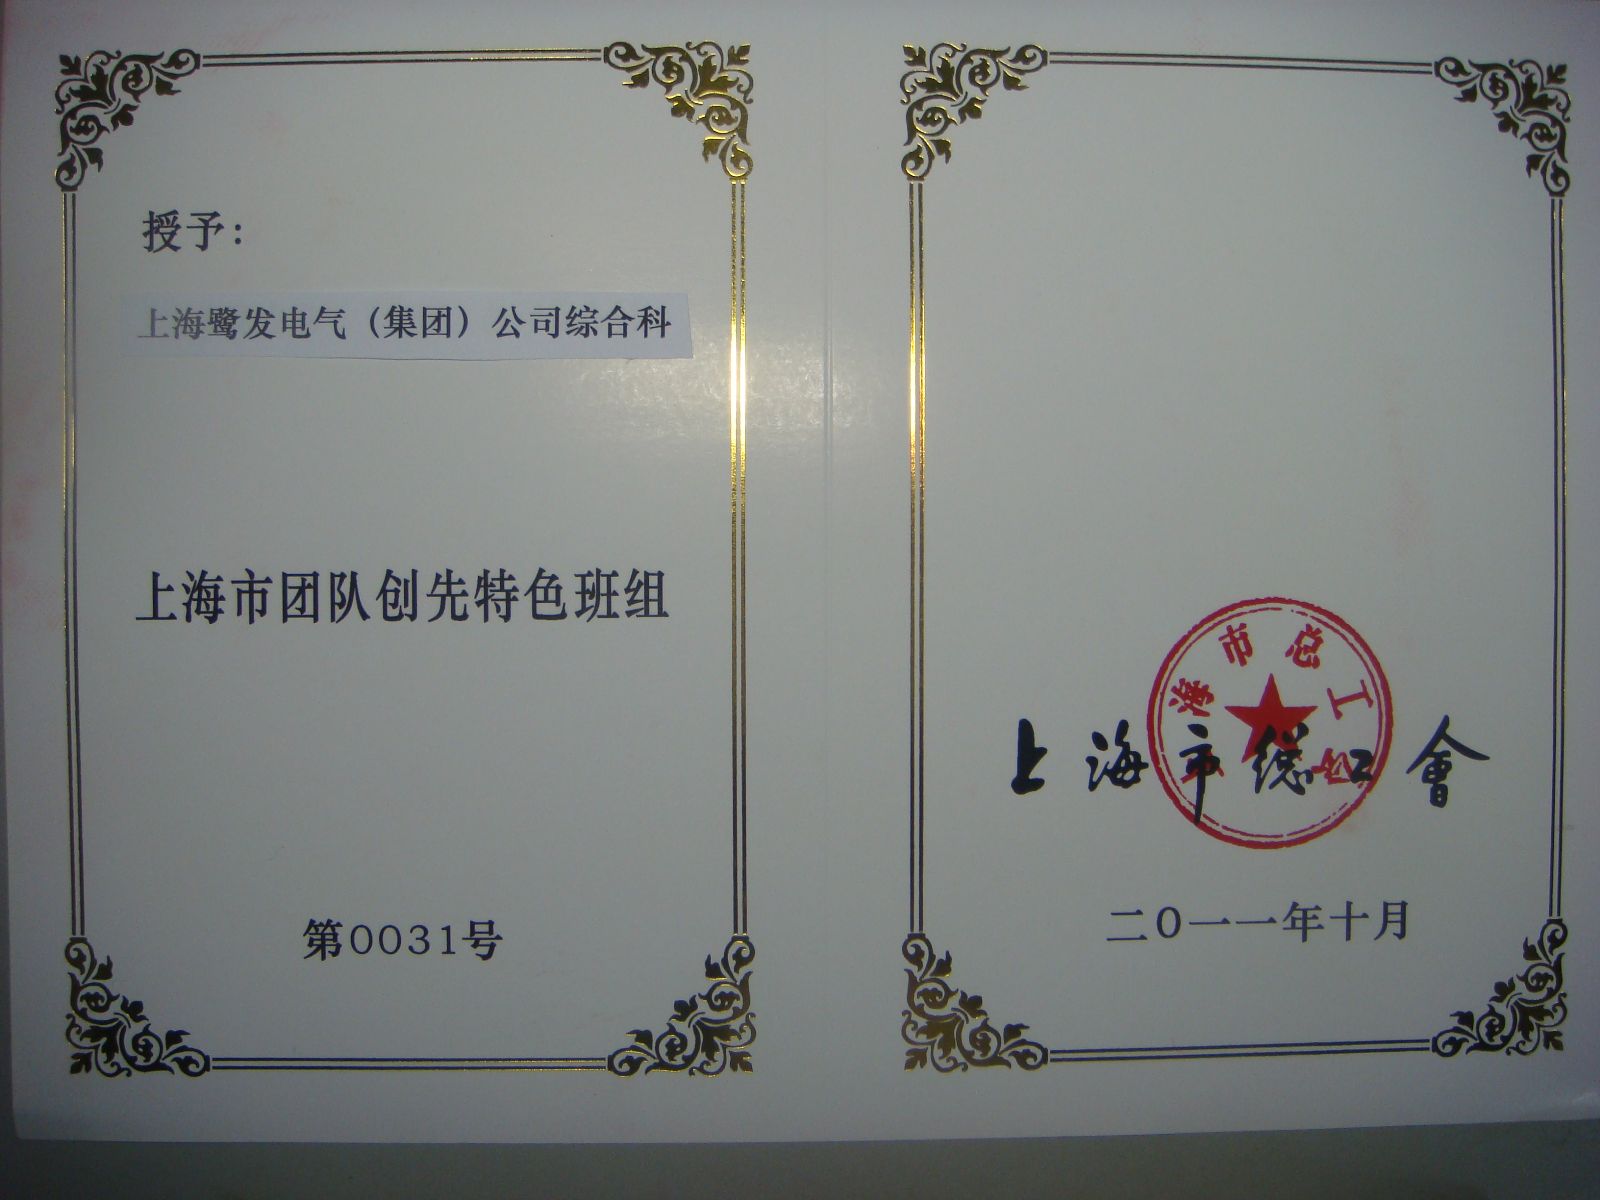 授予：
上海鹭发电气（集团）公司综合科
上海市团队创先特色班组
第0031号
海市总工
上海市總工會
二0一一年十月